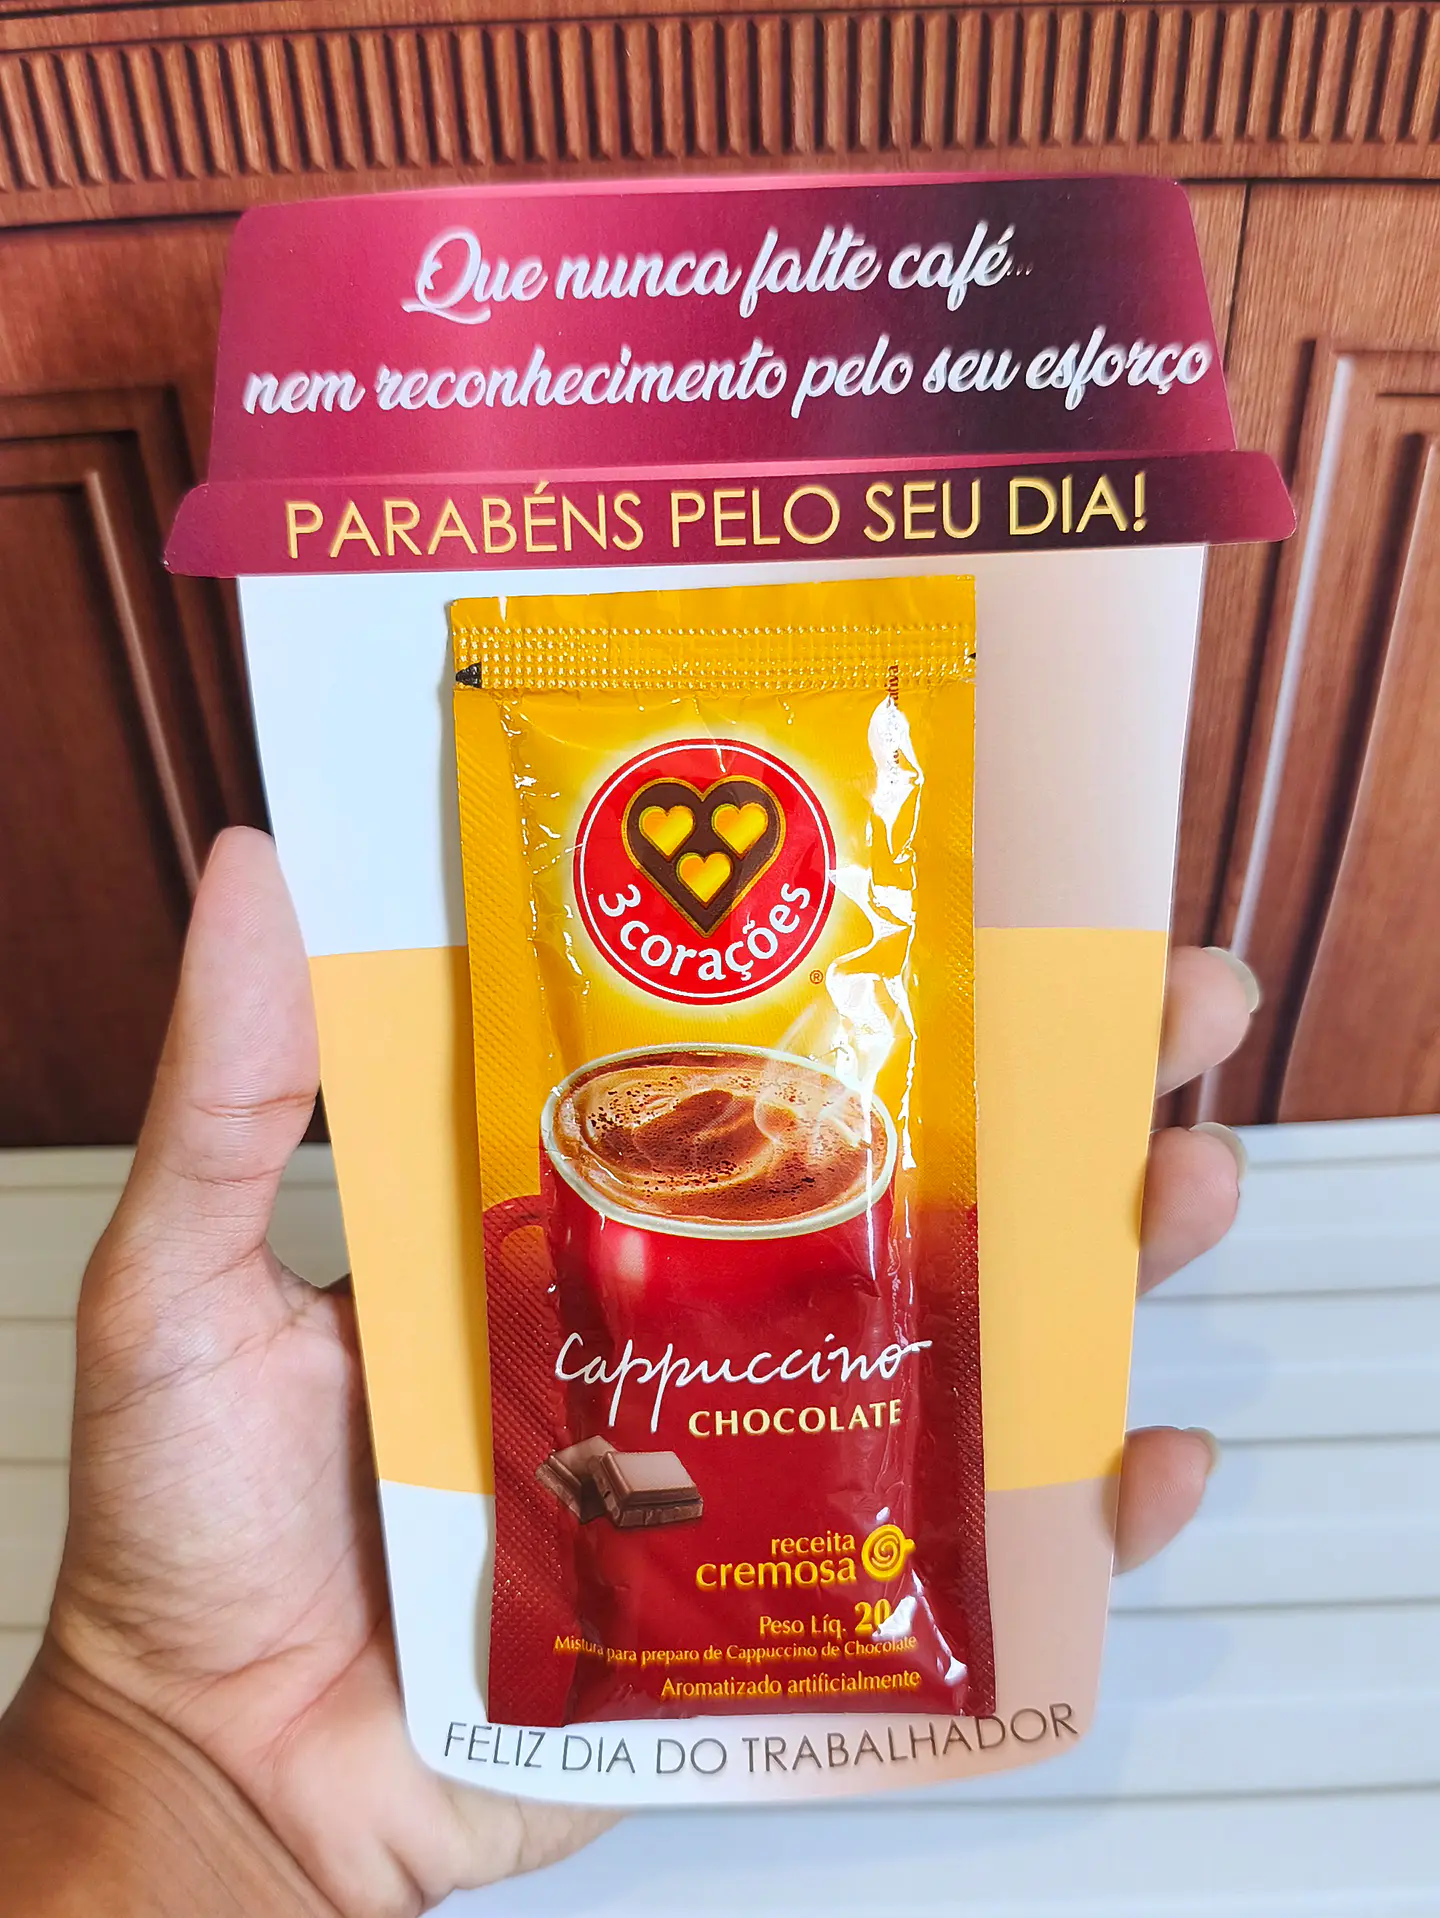 Que nunca falte café...
nem reconhecimento pelo seu esforço
PARABÉNS PELO SEU DIA!
3 corações
®
Cappuccino
CHOCOLATE
receita
cremosa
Peso Líq. 20
Mistura para preparo de Cappuccino de Chocolate
Aromatizado artificialmente
FELIZ DIA DO TRABALHADOR